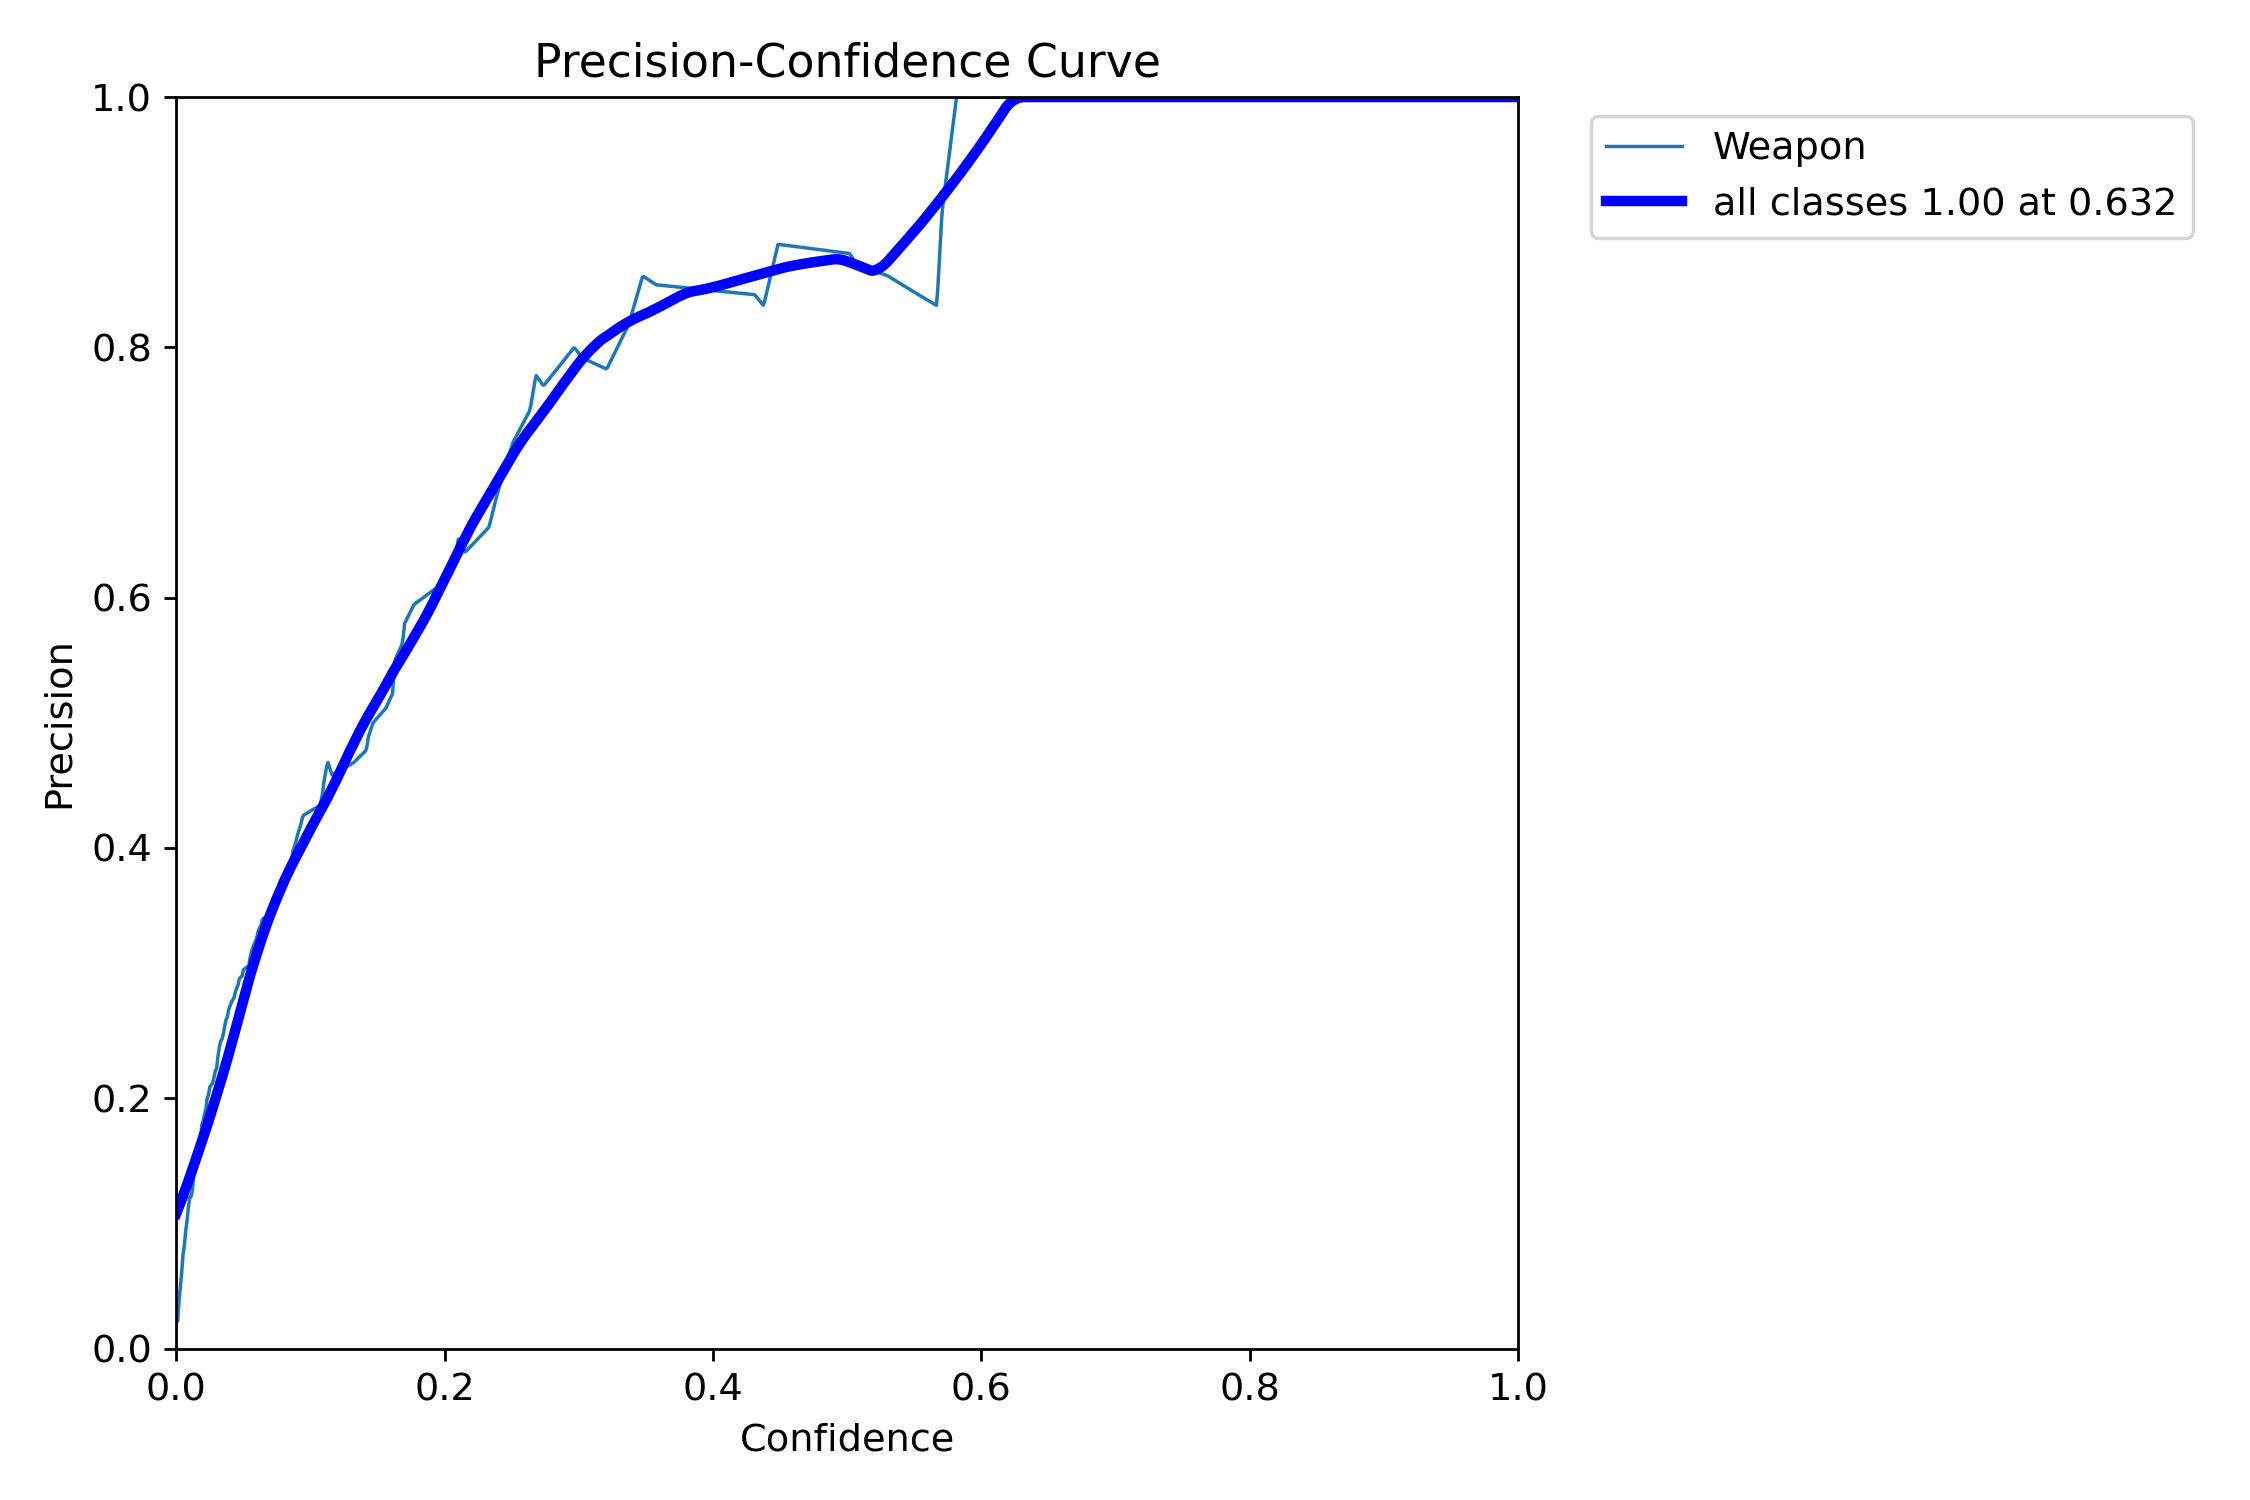 Precision-Confidence Curve
1.0
0.8
0.6
0.4
0.2
0.0
Precision
0.0 0.2 0.4 0.6 0.8 1.0
Confidence
Weapon
all classes 1.00 at 0.632